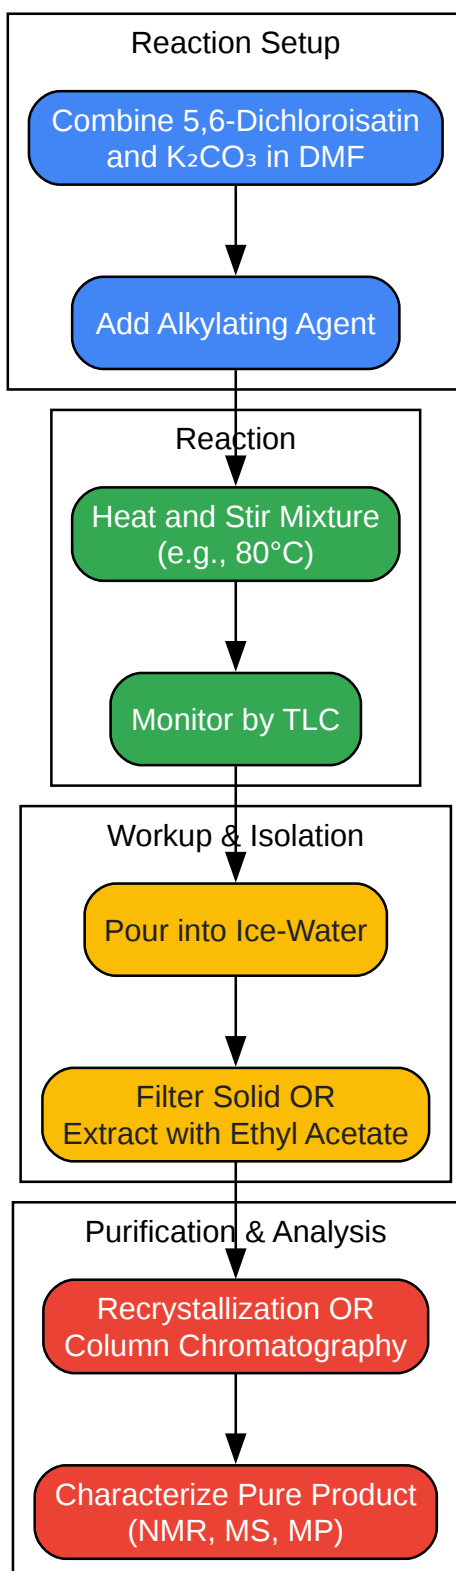 Reaction Setup
Combine 5,6-Dichloroisatin
and K₂CO₃ in DMF
Add Alkylating Agent
Reaction
Heat and Stir Mixture
(e.g., 80°C)
Monitor by TLC
Workup & Isolation
Pour into Ice-Water
Filter Solid OR
Extract with Ethyl Acetate
Purification & Analysis
Recrystallization OR
Column Chromatography
Characterize Pure Product
(NMR, MS, MP)